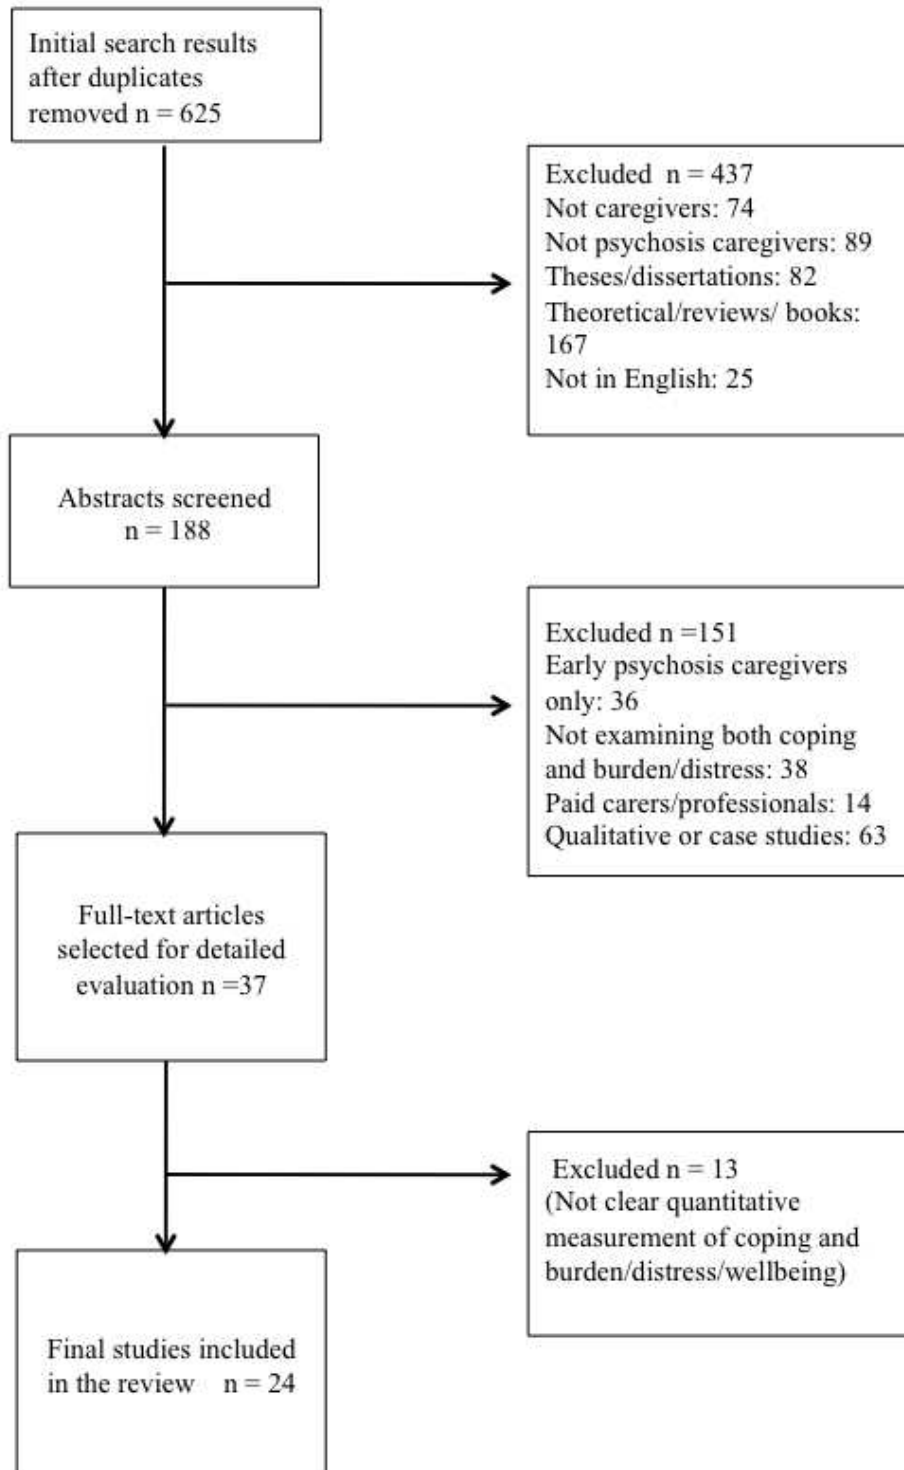 Initial search results
after duplicates
removed n = 625
Excluded n = 437
Not caregivers: 74
Not psychosis caregivers: 89
Theses/dissertations: 82
Theoretical/reviews/ books:
167
Not in English: 25
Abstracts screened
n = 188
Excluded n =151
Early psychosis caregivers
only: 36
Not examining both coping
and burden/distress: 38
Paid carers/professionals: 14
Qualitative or case studies: 63
Full-text articles
selected for detailed
evaluation n =37
Excluded n = 13
(Not clear quantitative
measurement of coping and
burden/distress/wellbeing)
Final studies included
in the review n = 24